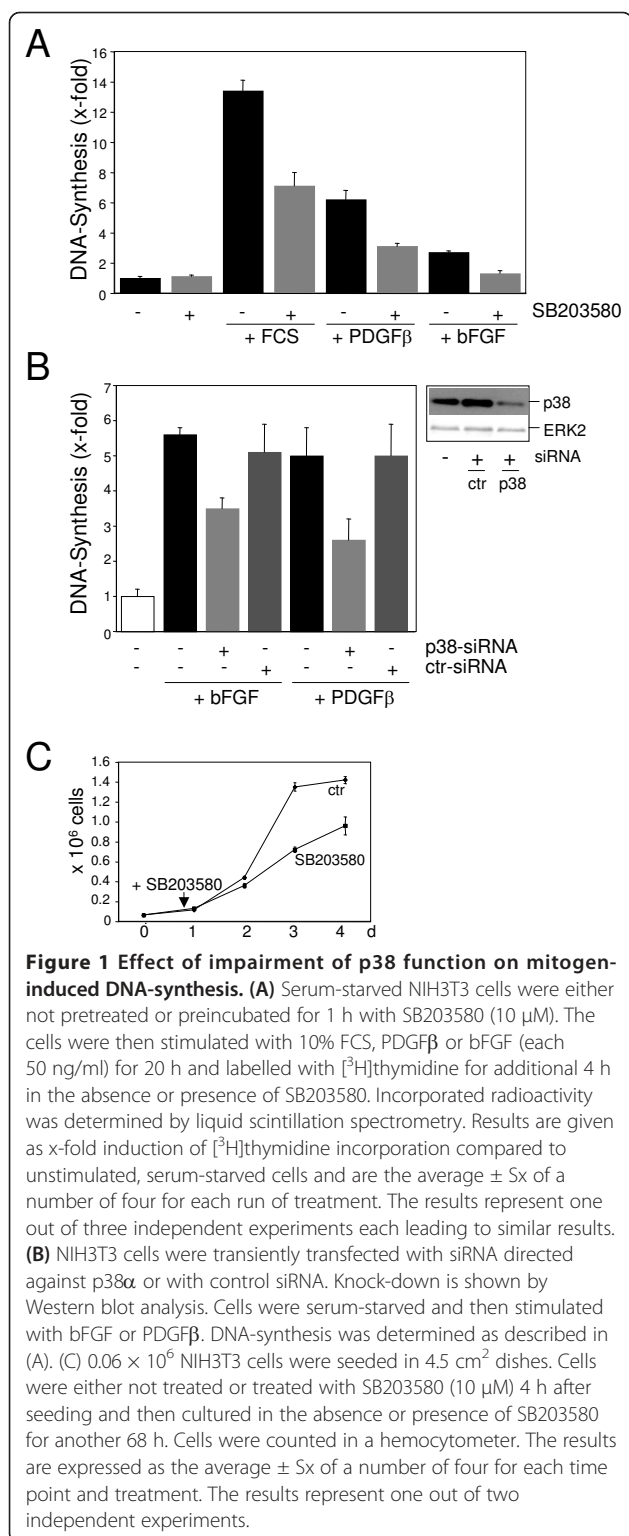 A
DNA-Synthesis (x-fold)
16
14
12
10
8
6
4
2
0
- + - + - + - + SB203580
+ FCS + PDGFβ + bFGF
B
DNA-Synthesis (x-fold)
7
6
5
4
3
2
1
0
p38
ERK2
- + + siRNA
ctr p38
- - + - - + - p38-siRNA
- - - + - - + ctr-siRNA
+ bFGF + PDGFβ
C
x 10⁶ cells
1.6
1.4
1.2
1.0
0.8
0.6
0.4
0.2
0
ctr
SB203580
+ SB203580
0 1 2 3 4 d
Figure 1 Effect of impairment of p38 function on mitogen-
induced DNA-synthesis. (A) Serum-starved NIH3T3 cells were either
not pretreated or preincubated for 1 h with SB203580 (10 μM). The
cells were then stimulated with 10% FCS, PDGFβ or bFGF (each
50 ng/ml) for 20 h and labelled with [³H]thymidine for additional 4 h
in the absence or presence of SB203580. Incorporated radioactivity
was determined by liquid scintillation spectrometry. Results are given
as x-fold induction of [³H]thymidine incorporation compared to
unstimulated, serum-starved cells and are the average ± Sx of a
number of four for each run of treatment. The results represent one
out of three independent experiments each leading to similar results.
(B) NIH3T3 cells were transiently transfected with siRNA directed
against p38α or with control siRNA. Knock-down is shown by
Western blot analysis. Cells were serum-starved and then stimulated
with bFGF or PDGFβ. DNA-synthesis was determined as described in
(A). (C) 0.06 × 10⁶ NIH3T3 cells were seeded in 4.5 cm² dishes. Cells
were either not treated or treated with SB203580 (10 μM) 4 h after
seeding and then cultured in the absence or presence of SB203580
for another 68 h. Cells were counted in a hemocytometer. The results
are expressed as the average ± Sx of a number of four for each time
point and treatment. The results represent one out of two
independent experiments.